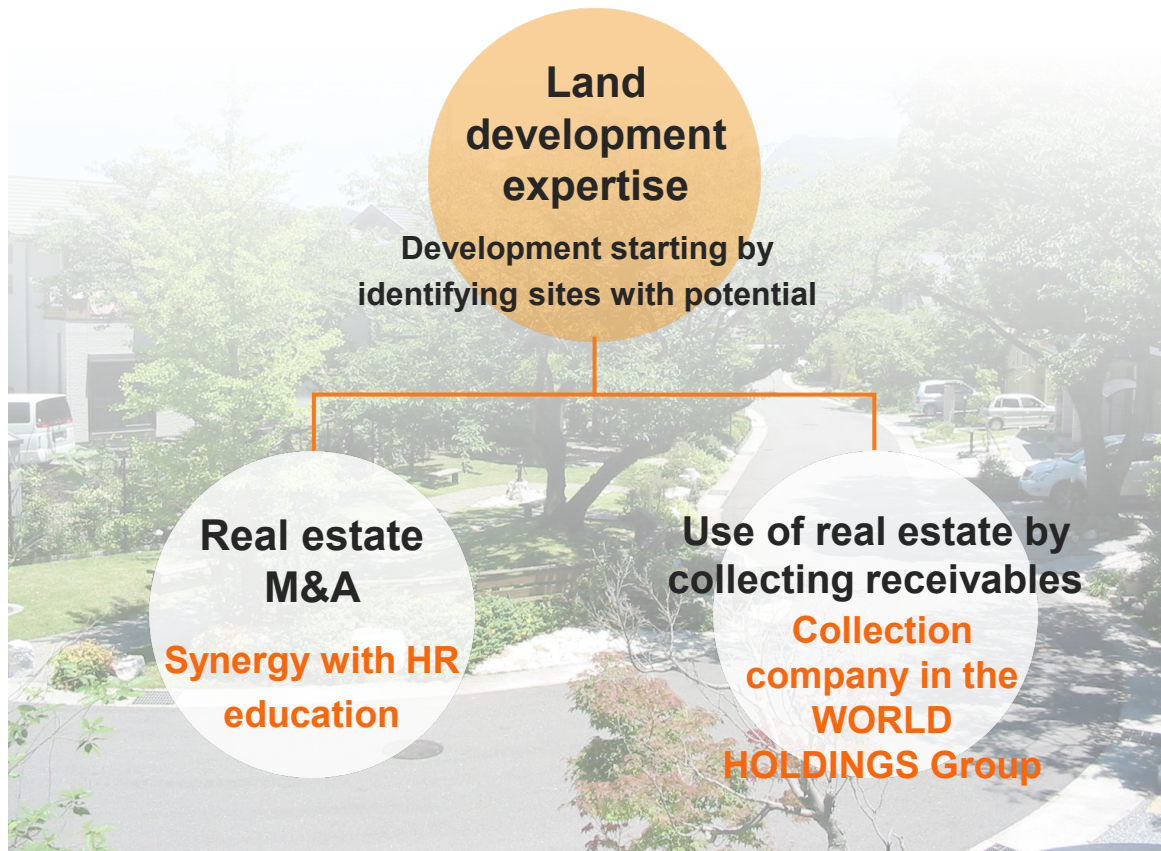 Land
development
expertise
Development starting by
identifying sites with potential
Real estate
M&A
Synergy with HR
education
Use of real estate by
collecting receivables
Collection
company in the
WORLD
HOLDINGS Group